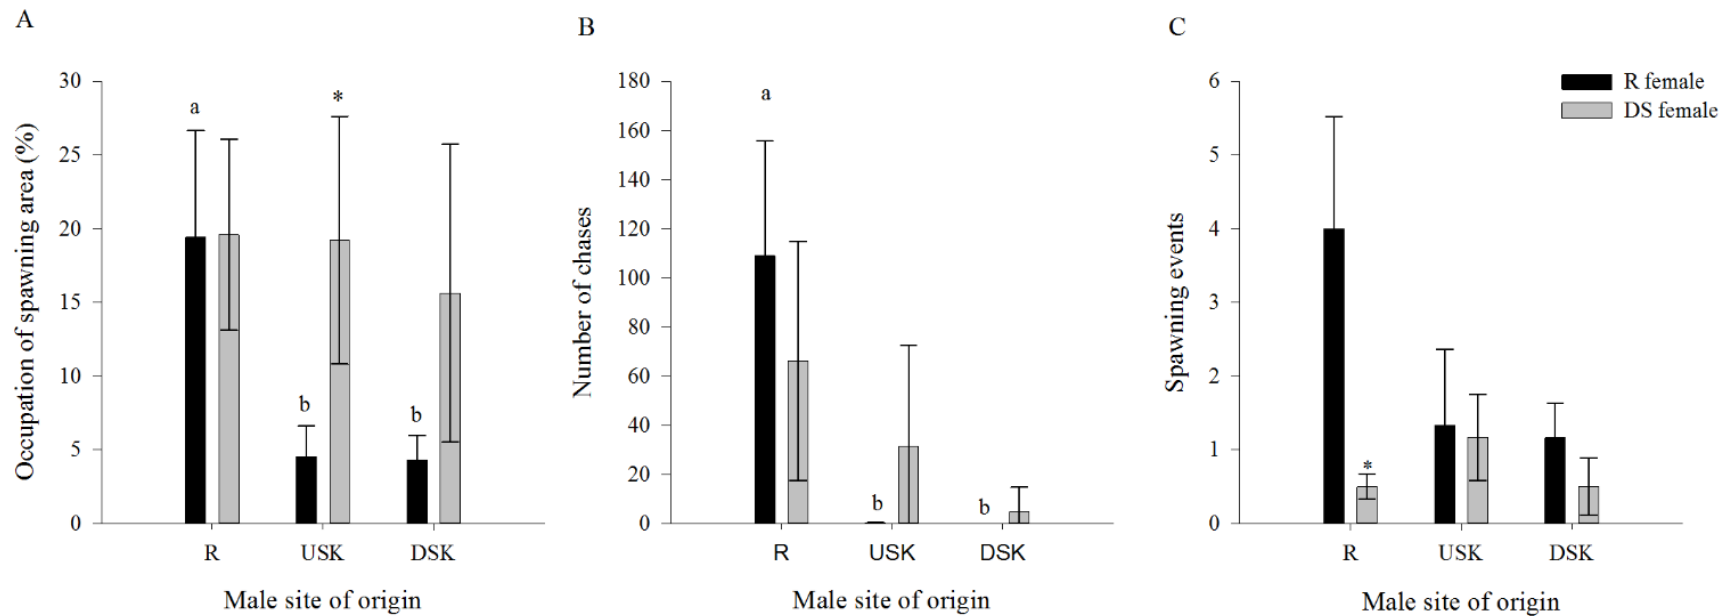 A
Occupation of spawning area (%)
30
25
20
15
10
5
0
a
*
b
b
R
USK
DSK
Male site of origin
B
Number of chases
180
160
140
120
100
80
60
40
20
0
a
b
b
R
USK
DSK
Male site of origin
C
Spawning events
6
5
4
3
2
1
0
*
R
USK
DSK
Male site of origin
R female
DS female